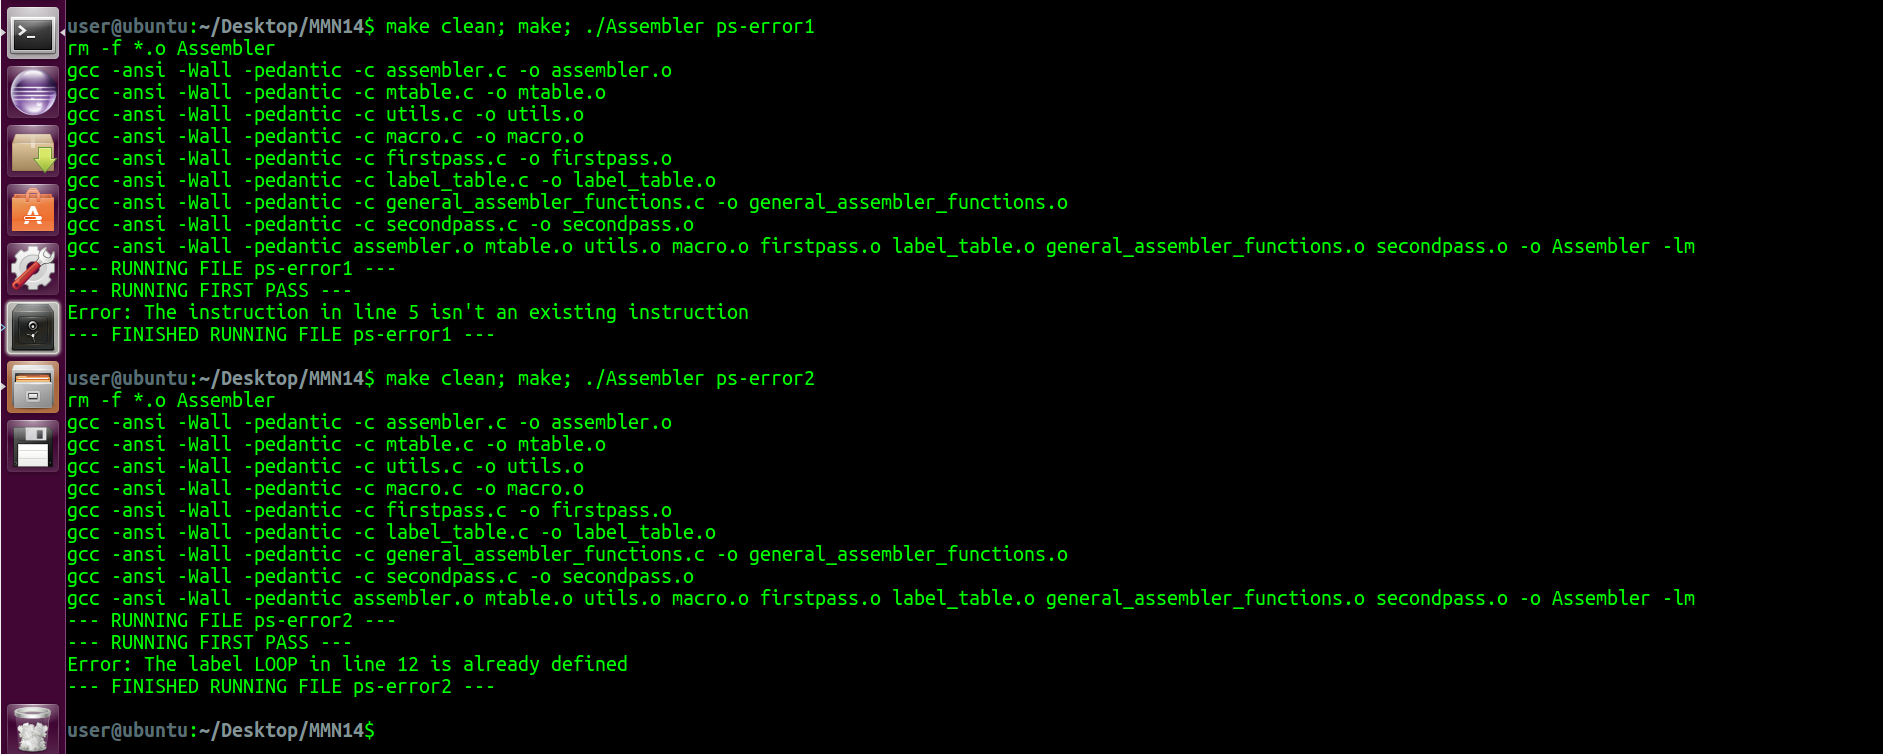 user@ubuntu:~/Desktop/MMN14$ make clean; make; ./Assembler ps-error1
rm -f *.o Assembler
gcc -ansi -Wall -pedantic -c assembler.c -o assembler.o
gcc -ansi -Wall -pedantic -c mtable.c -o mtable.o
gcc -ansi -Wall -pedantic -c utils.c -o utils.o
gcc -ansi -Wall -pedantic -c macro.c -o macro.o
gcc -ansi -Wall -pedantic -c firstpass.c -o firstpass.o
gcc -ansi -Wall -pedantic -c label_table.c -o label_table.o
gcc -ansi -Wall -pedantic -c general_assembler_functions.c -o general_assembler_functions.o
gcc -ansi -Wall -pedantic -c secondpass.c -o secondpass.o
gcc -ansi -Wall -pedantic assembler.o mtable.o utils.o macro.o firstpass.o label_table.o general_assembler_functions.o secondpass.o -o Assembler -lm
--- RUNNING FILE ps-error1 ---
--- RUNNING FIRST PASS ---
Error: The instruction in line 5 isn't an existing instruction
--- FINISHED RUNNING FILE ps-error1 ---
user@ubuntu:~/Desktop/MMN14$ make clean; make; ./Assembler ps-error2
rm -f *.o Assembler
gcc -ansi -Wall -pedantic -c assembler.c -o assembler.o
gcc -ansi -Wall -pedantic -c mtable.c -o mtable.o
gcc -ansi -Wall -pedantic -c utils.c -o utils.o
gcc -ansi -Wall -pedantic -c macro.c -o macro.o
gcc -ansi -Wall -pedantic -c firstpass.c -o firstpass.o
gcc -ansi -Wall -pedantic -c label_table.c -o label_table.o
gcc -ansi -Wall -pedantic -c general_assembler_functions.c -o general_assembler_functions.o
gcc -ansi -Wall -pedantic -c secondpass.c -o secondpass.o
gcc -ansi -Wall -pedantic assembler.o mtable.o utils.o macro.o firstpass.o label_table.o general_assembler_functions.o secondpass.o -o Assembler -lm
--- RUNNING FILE ps-error2 ---
--- RUNNING FIRST PASS ---
Error: The label LOOP in line 12 is already defined
--- FINISHED RUNNING FILE ps-error2 ---
user@ubuntu:~/Desktop/MMN14$